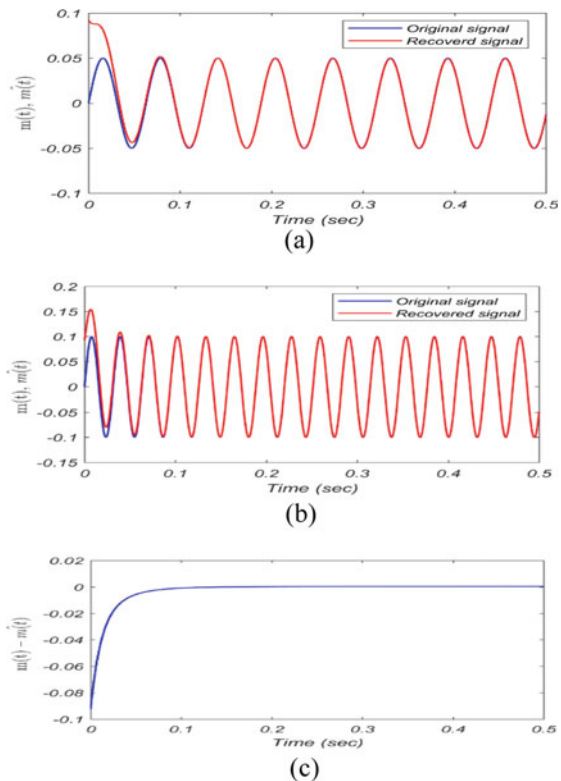 0.1
0.05
0
-0.05
-0.1
m(t), m̂(t)
Original signal
Recoverd signal
0 0.1 0.2 0.3 0.4 0.5
Time (sec)
(a)
0.2
0.15
0.1
0.05
0
-0.05
-0.1
-0.15
m(t), m̂(t)
Original signal
Recovered signal
0 0.1 0.2 0.3 0.4 0.5
Time (sec)
(b)
0.02
0
-0.02
-0.04
-0.06
-0.08
-0.1
m(t) – m̂(t)
0 0.1 0.2 0.3 0.4 0.5
Time (sec)
(c)